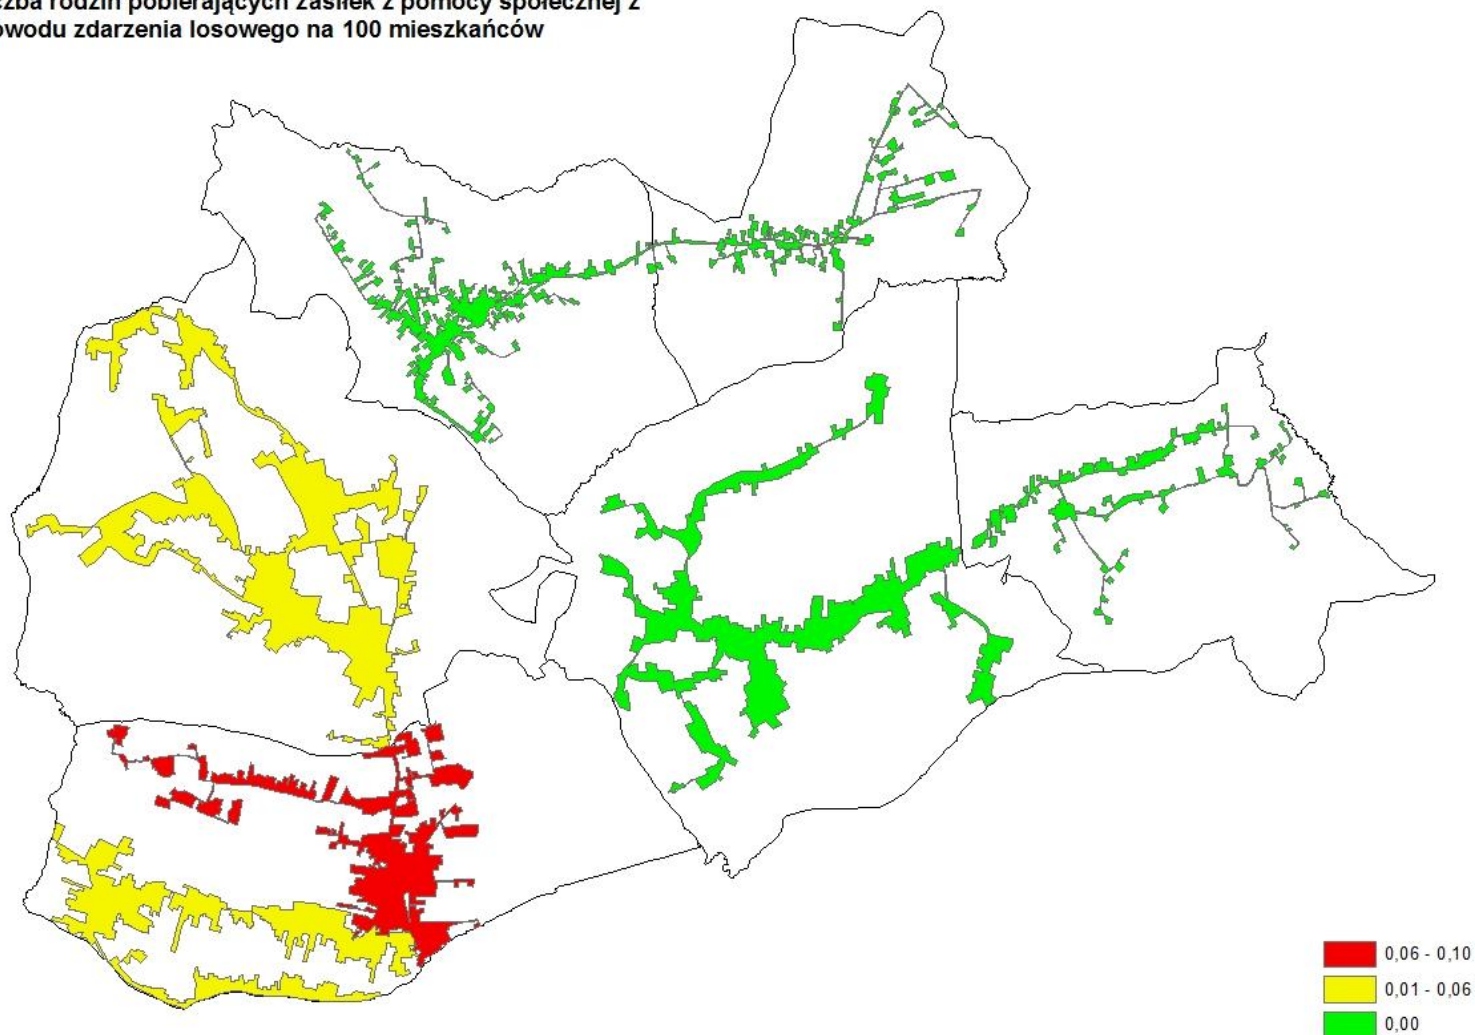 czba rodzin pobierających zasiłek z pomocy społecznej z
owodu zdarzenia losowego na 100 mieszkańców
0,06 - 0,10
0,01 - 0,06
0,00